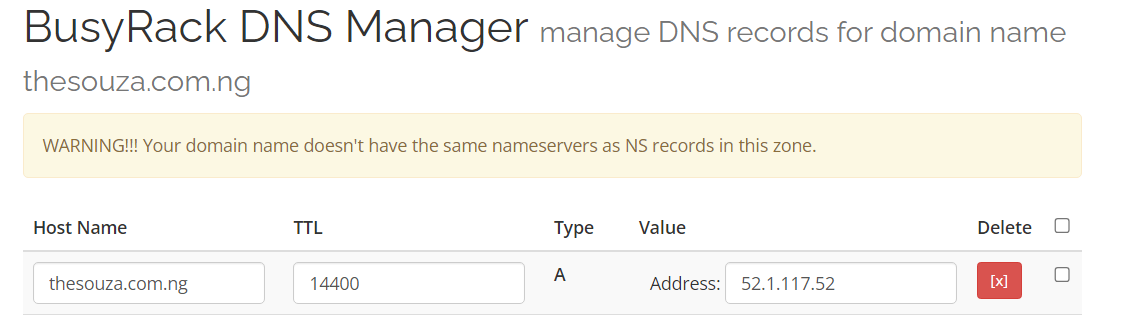 BusyRack DNS Manager manage DNS records for domain name
thesouza.com.ng
WARNING!!! Your domain name doesn't have the same nameservers as NS records in this zone.
Host Name TTL Type Value Delete
thesouza.com.ng 14400 A Address: 52.1.117.52 [x]